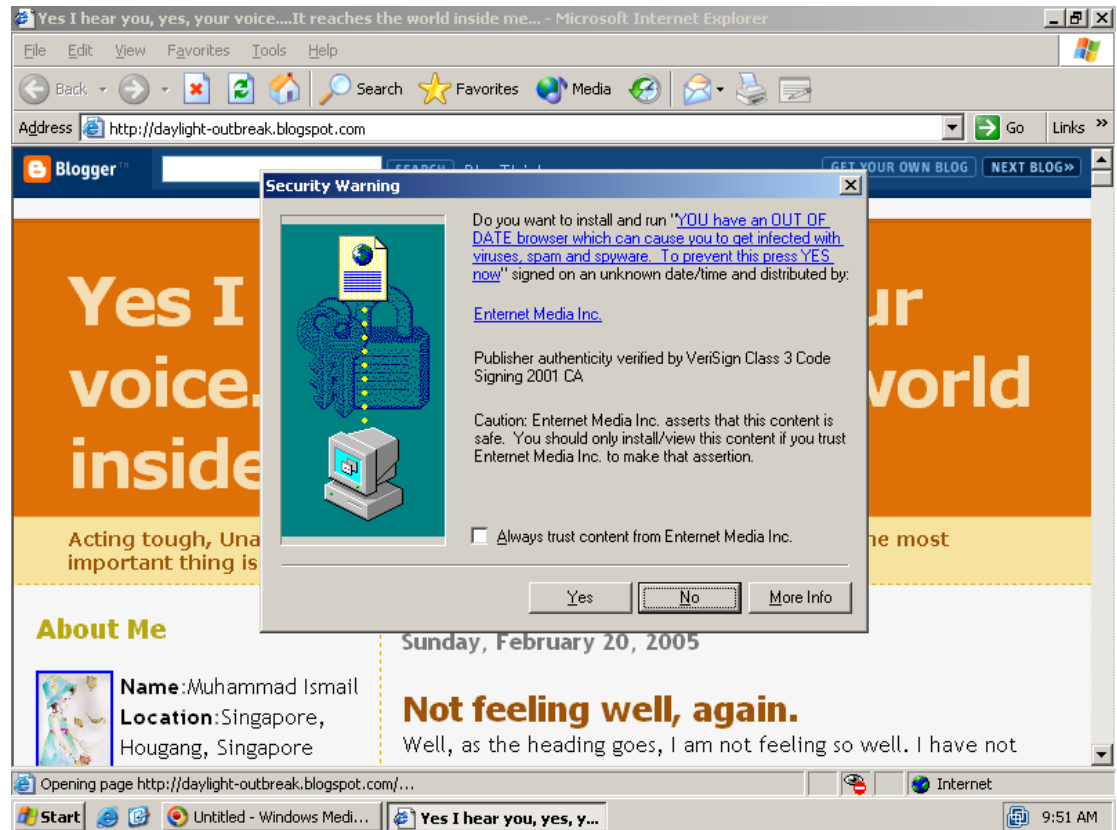 Yes I hear you, yes, your voice....It reaches the world inside me... - Microsoft Internet Explorer
File Edit View Favorites Tools Help
Back Search Favorites Media
Address http://daylight-outbreak.blogspot.com Go Links »
Blogger™ GET YOUR OWN BLOG NEXT BLOG»
Security Warning
Do you want to install and run "YOU have an OUT OF
DATE browser which can cause you to get infected with
viruses, spam and spyware. To prevent this press YES
now" signed on an unknown date/time and distributed by:
Enternet Media Inc.
Publisher authenticity verified by VeriSign Class 3 Code
Signing 2001 CA
Caution: Enternet Media Inc. asserts that this content is
safe. You should only install/view this content if you trust
Enternet Media Inc. to make that assertion.
Always trust content from Enternet Media Inc.
Yes No More Info
Yes I
voice.
inside
Acting tough, he most
important thing is
About Me
Name:Muhammad Ismail
Location:Singapore,
Hougang, Singapore
Sunday, February 20, 2005
Not feeling well, again.
Well, as the heading goes, I am not feeling so well. I have not
Opening page http://daylight-outbreak.blogspot.com/... Internet
Start Untitled - Windows Medi... Yes I hear you, yes, y... 9:51 AM